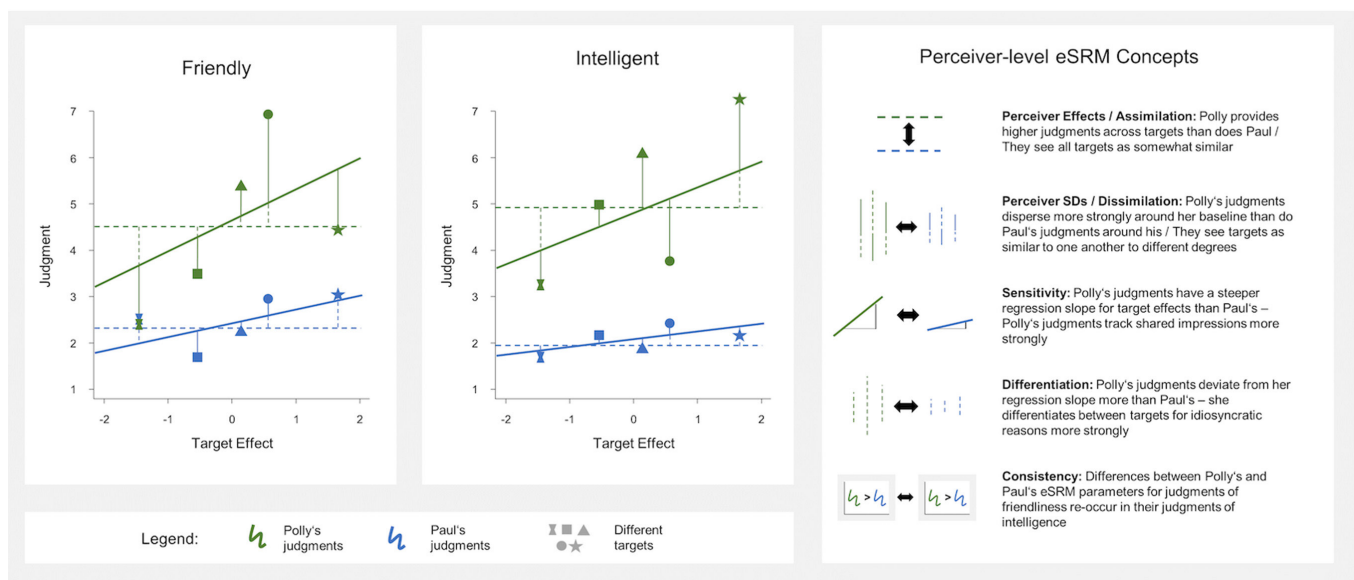 Friendly
Judgment
7
6
5
4
3
2
1
-2
-1
0
1
2
Target Effect
Intelligent
Judgment
7
6
5
4
3
2
1
-2
-1
0
1
2
Target Effect
Legend:
Polly's
judgments
Paul's
judgments
Different
targets
Perceiver-level eSRM Concepts
Perceiver Effects / Assimilation: Polly provides
higher judgments across targets than does Paul /
They see all targets as somewhat similar
Perceiver SDs / Dissimilation: Polly's judgments
disperse more strongly around her baseline than do
Paul's judgments around his / They see targets as
similar to one another to different degrees
Sensitivity: Polly's judgments have a steeper
regression slope for target effects than Paul's –
Polly's judgments track shared impressions more
strongly
Differentiation: Polly's judgments deviate from her
regression slope more than Paul's – she
differentiates between targets for idiosyncratic
reasons more strongly
> >
Consistency: Differences between Polly's and
Paul's eSRM parameters for judgments of
friendliness re-occur in their judgments of
intelligence